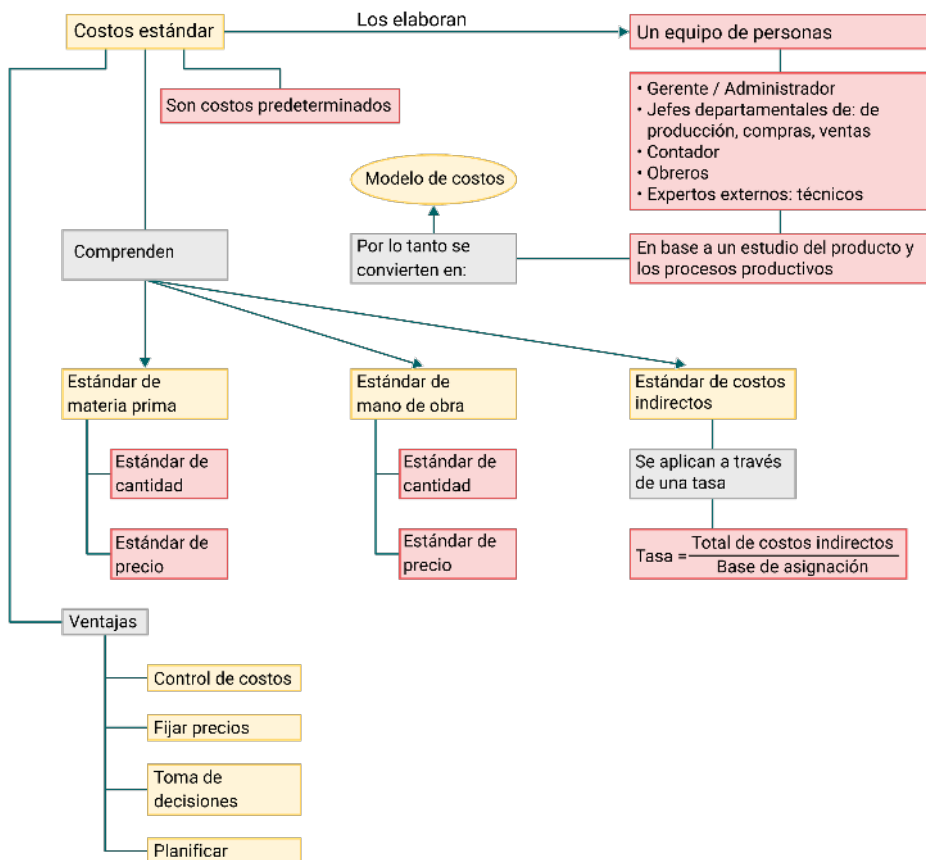 Los elaboran
Costos estándar
Un equipo de personas
Son costos predeterminados
• Gerente / Administrador
• Jefes departamentales de: de
producción, compras, ventas
• Contador
• Obreros
• Expertos externos: técnicos
Modelo de costos
Comprenden
Por lo tanto se
convierten en:
En base a un estudio del producto y
los procesos productivos
Estándar de
materia prima
Estándar de
mano de obra
Estándar de costos
indirectos
Estándar de
cantidad
Estándar de
cantidad
Se aplican a través
de una tasa
Estándar de
precio
Estándar de
precio
Tasa = Total de costos indirectos
Base de asignación
Ventajas
Control de costos
Fijar precios
Toma de
decisiones
Planificar